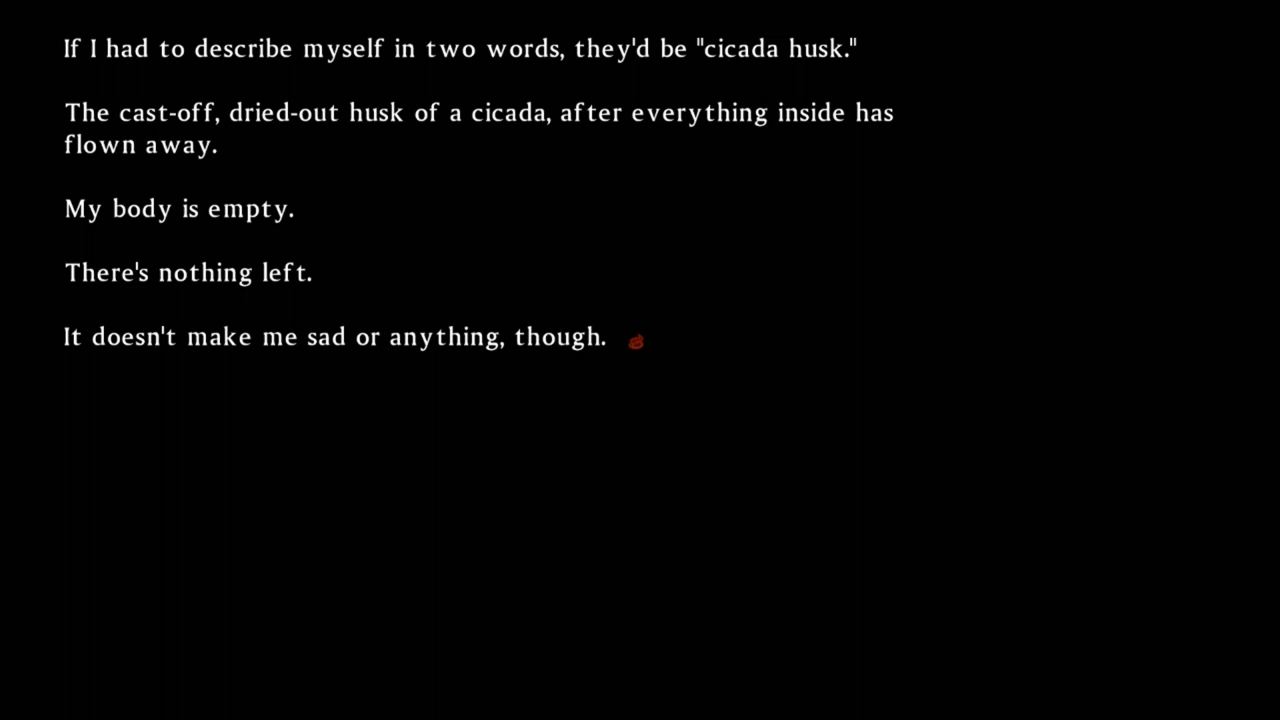 If I had to describe myself in two words, they'd be "cicada husk."
The cast-off, dried-out husk of a cicada, after everything inside has
flown away.
My body is empty.
There's nothing left.
It doesn't make me sad or anything, though.